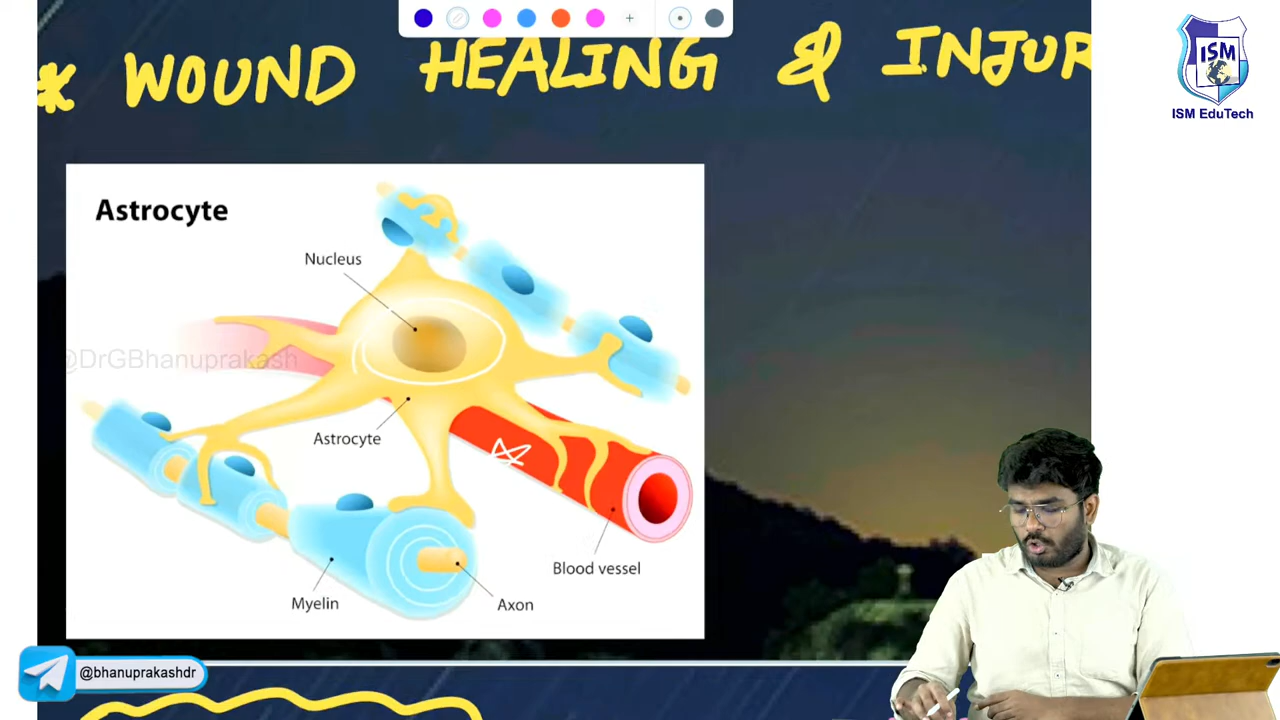 * WOUND HEALING & INJUR
ISM
ISM EduTech
Astrocyte
Nucleus
@DrGBhanuprakash
Astrocyte
Blood vessel
Myelin
Axon
@bhanuprakashdr